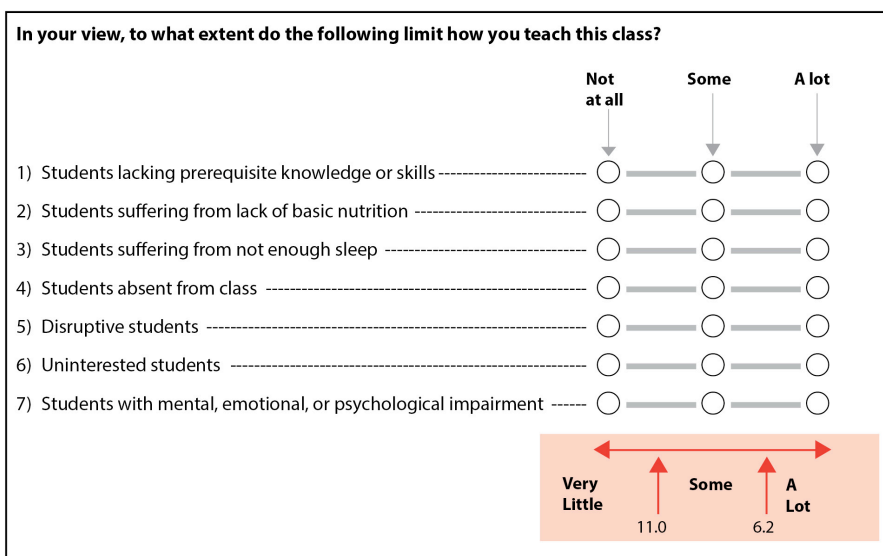 In your view, to what extent do the following limit how you teach this class?
Not at all
Some
A lot
1) Students lacking prerequisite knowledge or skills
2) Students suffering from lack of basic nutrition
3) Students suffering from not enough sleep
4) Students absent from class
5) Disruptive students
6) Uninterested students
7) Students with mental, emotional, or psychological impairment
Very Little
Some
A Lot
11.0
6.2